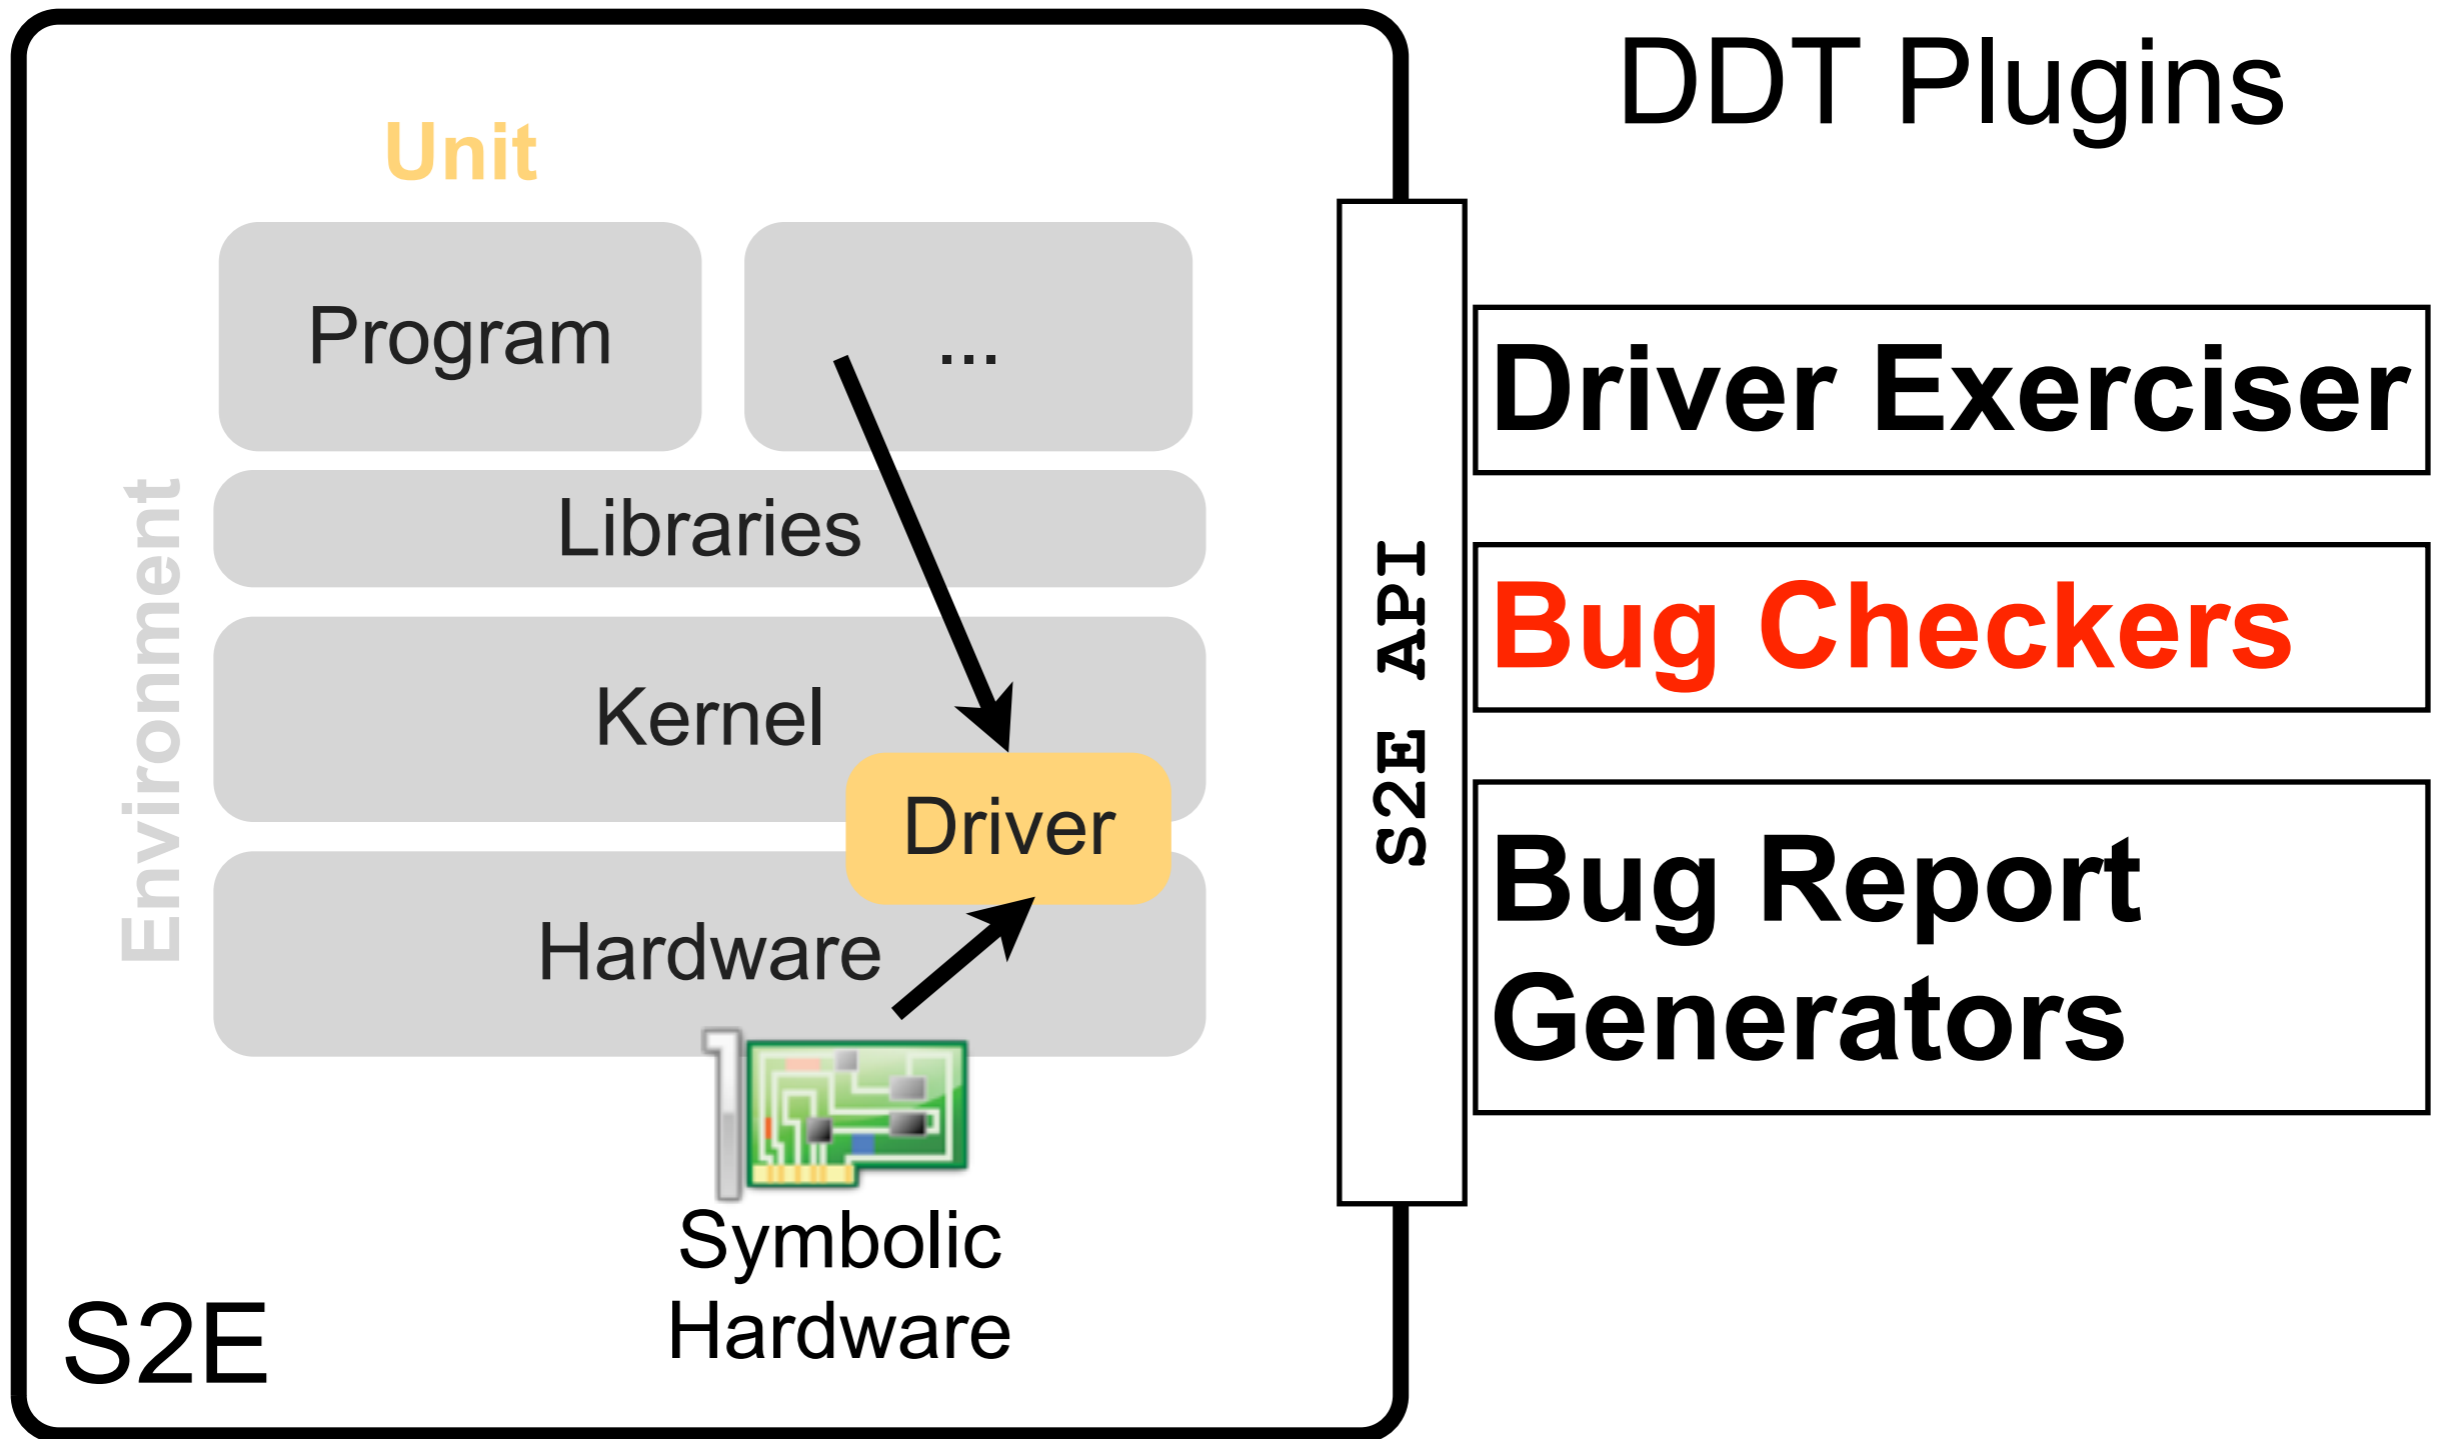 DDT Plugins
Unit
Program
...
Libraries
Kernel
Driver
Hardware
Environment
Symbolic
Hardware
S2E
S2E API
Driver Exerciser
Bug Checkers
Bug Report
Generators